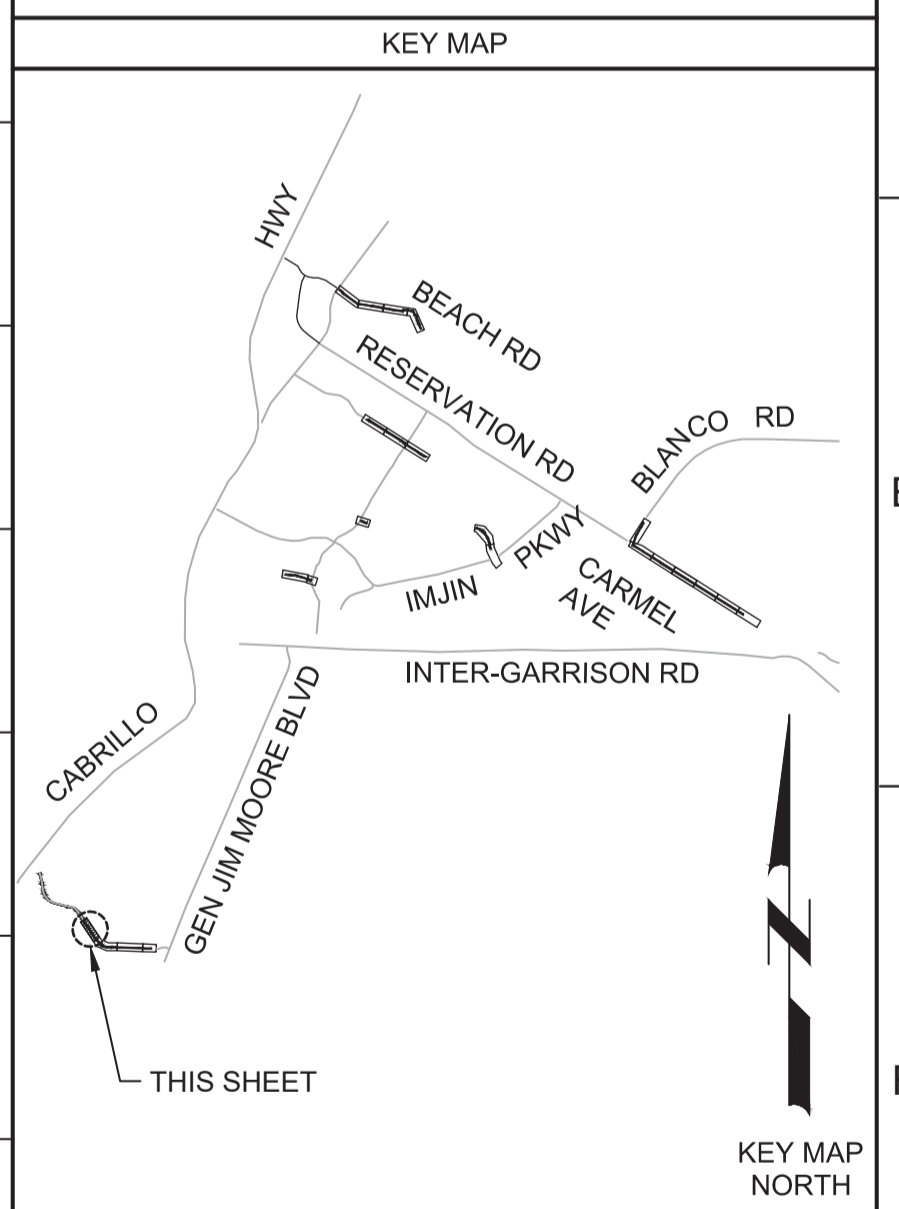 KEY MAP
HWY
BEACH RD
RESERVATION RD
BLANCO RD
IMJIN PKWY
CARMEL
AVE
INTER-GARRISON RD
CABRILLO
GEN JIM MOORE BLVD
THIS SHEET
N
KEY MAP
NORTH